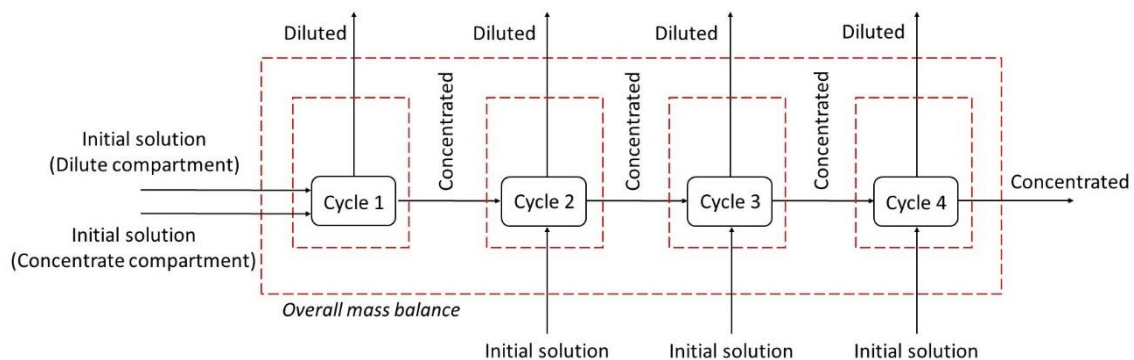 Diluted
Diluted
Diluted
Diluted
Concentrated
Concentrated
Concentrated
Initial solution
(Dilute compartment)
Cycle 1
Cycle 2
Cycle 3
Cycle 4
Concentrated
Initial solution
(Concentrate compartment)
Overall mass balance
Initial solution
Initial solution
Initial solution